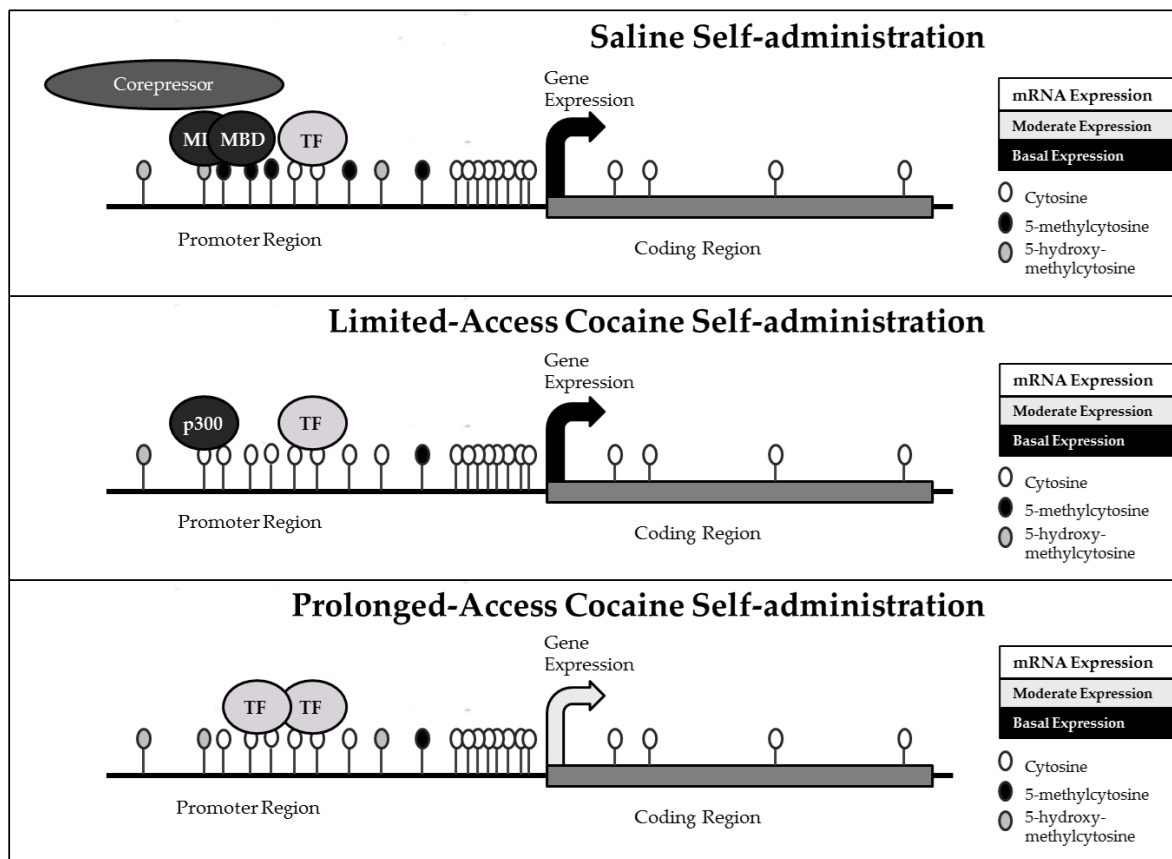 Saline Self-administration
Corepressor
Gene
Expression
MBD
TF
Promoter Region
Coding Region
mRNA Expression
Moderate Expression
Basal Expression
Cytosine
5-methylcytosine
5-hydroxy-
methylcytosine
Limited-Access Cocaine Self-administration
Gene
Expression
p300
TF
Promoter Region
Coding Region
mRNA Expression
Moderate Expression
Basal Expression
Cytosine
5-methylcytosine
5-hydroxy-
methylcytosine
Prolonged-Access Cocaine Self-administration
Gene
Expression
TF
TF
Promoter Region
Coding Region
mRNA Expression
Moderate Expression
Basal Expression
Cytosine
5-methylcytosine
5-hydroxy-
methylcytosine